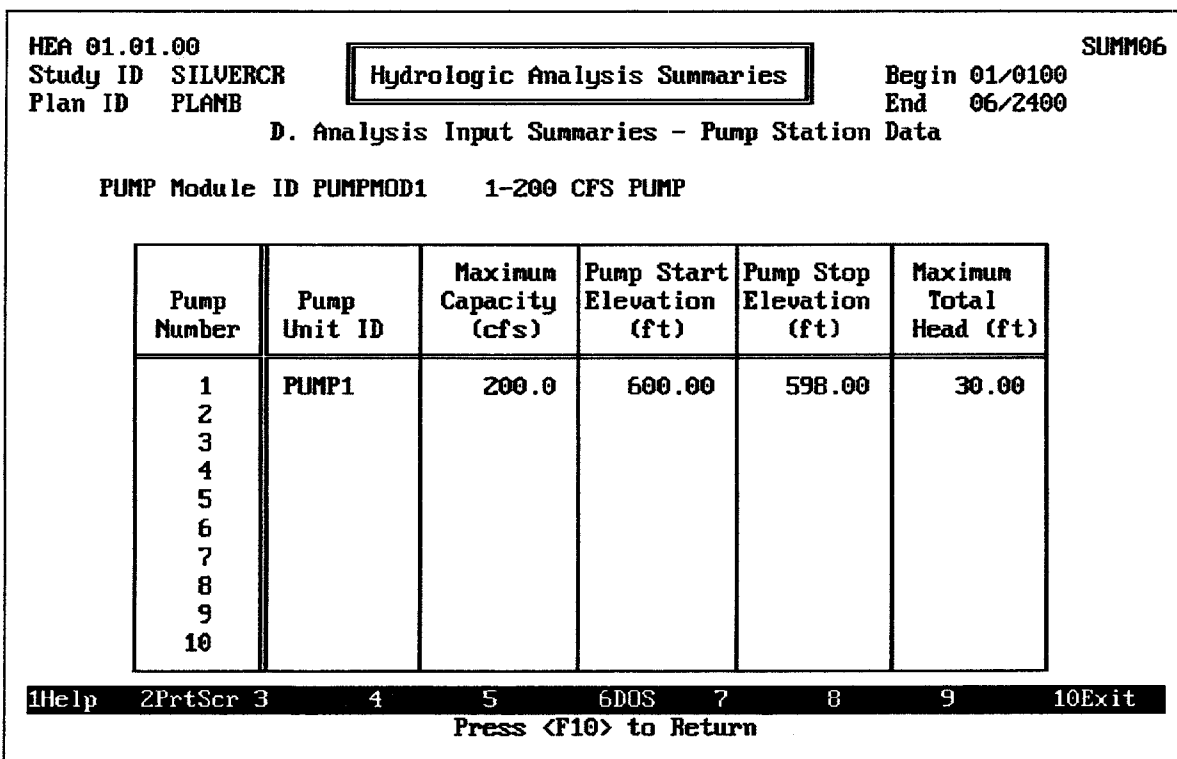 HEA 01.01.00 SUMM06
Study ID SILVERCR Hydrologic Analysis Summaries Begin 01/0100
Plan ID PLANB End 06/2400
D. Analysis Input Summaries - Pump Station Data
PUMP Module ID PUMPMOD1 1-200 CFS PUMP
Maximum Pump Start Pump Stop Maximum
Pump Pump Capacity Elevation Elevation Total
Number Unit ID (cfs) (ft) (ft) Head (ft)
1 PUMP1 200.0 600.00 598.00 30.00
2
3
4
5
6
7
8
9
10
1Help 2PrtScr 3 4 5 6DOS 7 8 9 10Exit
Press <F10> to Return